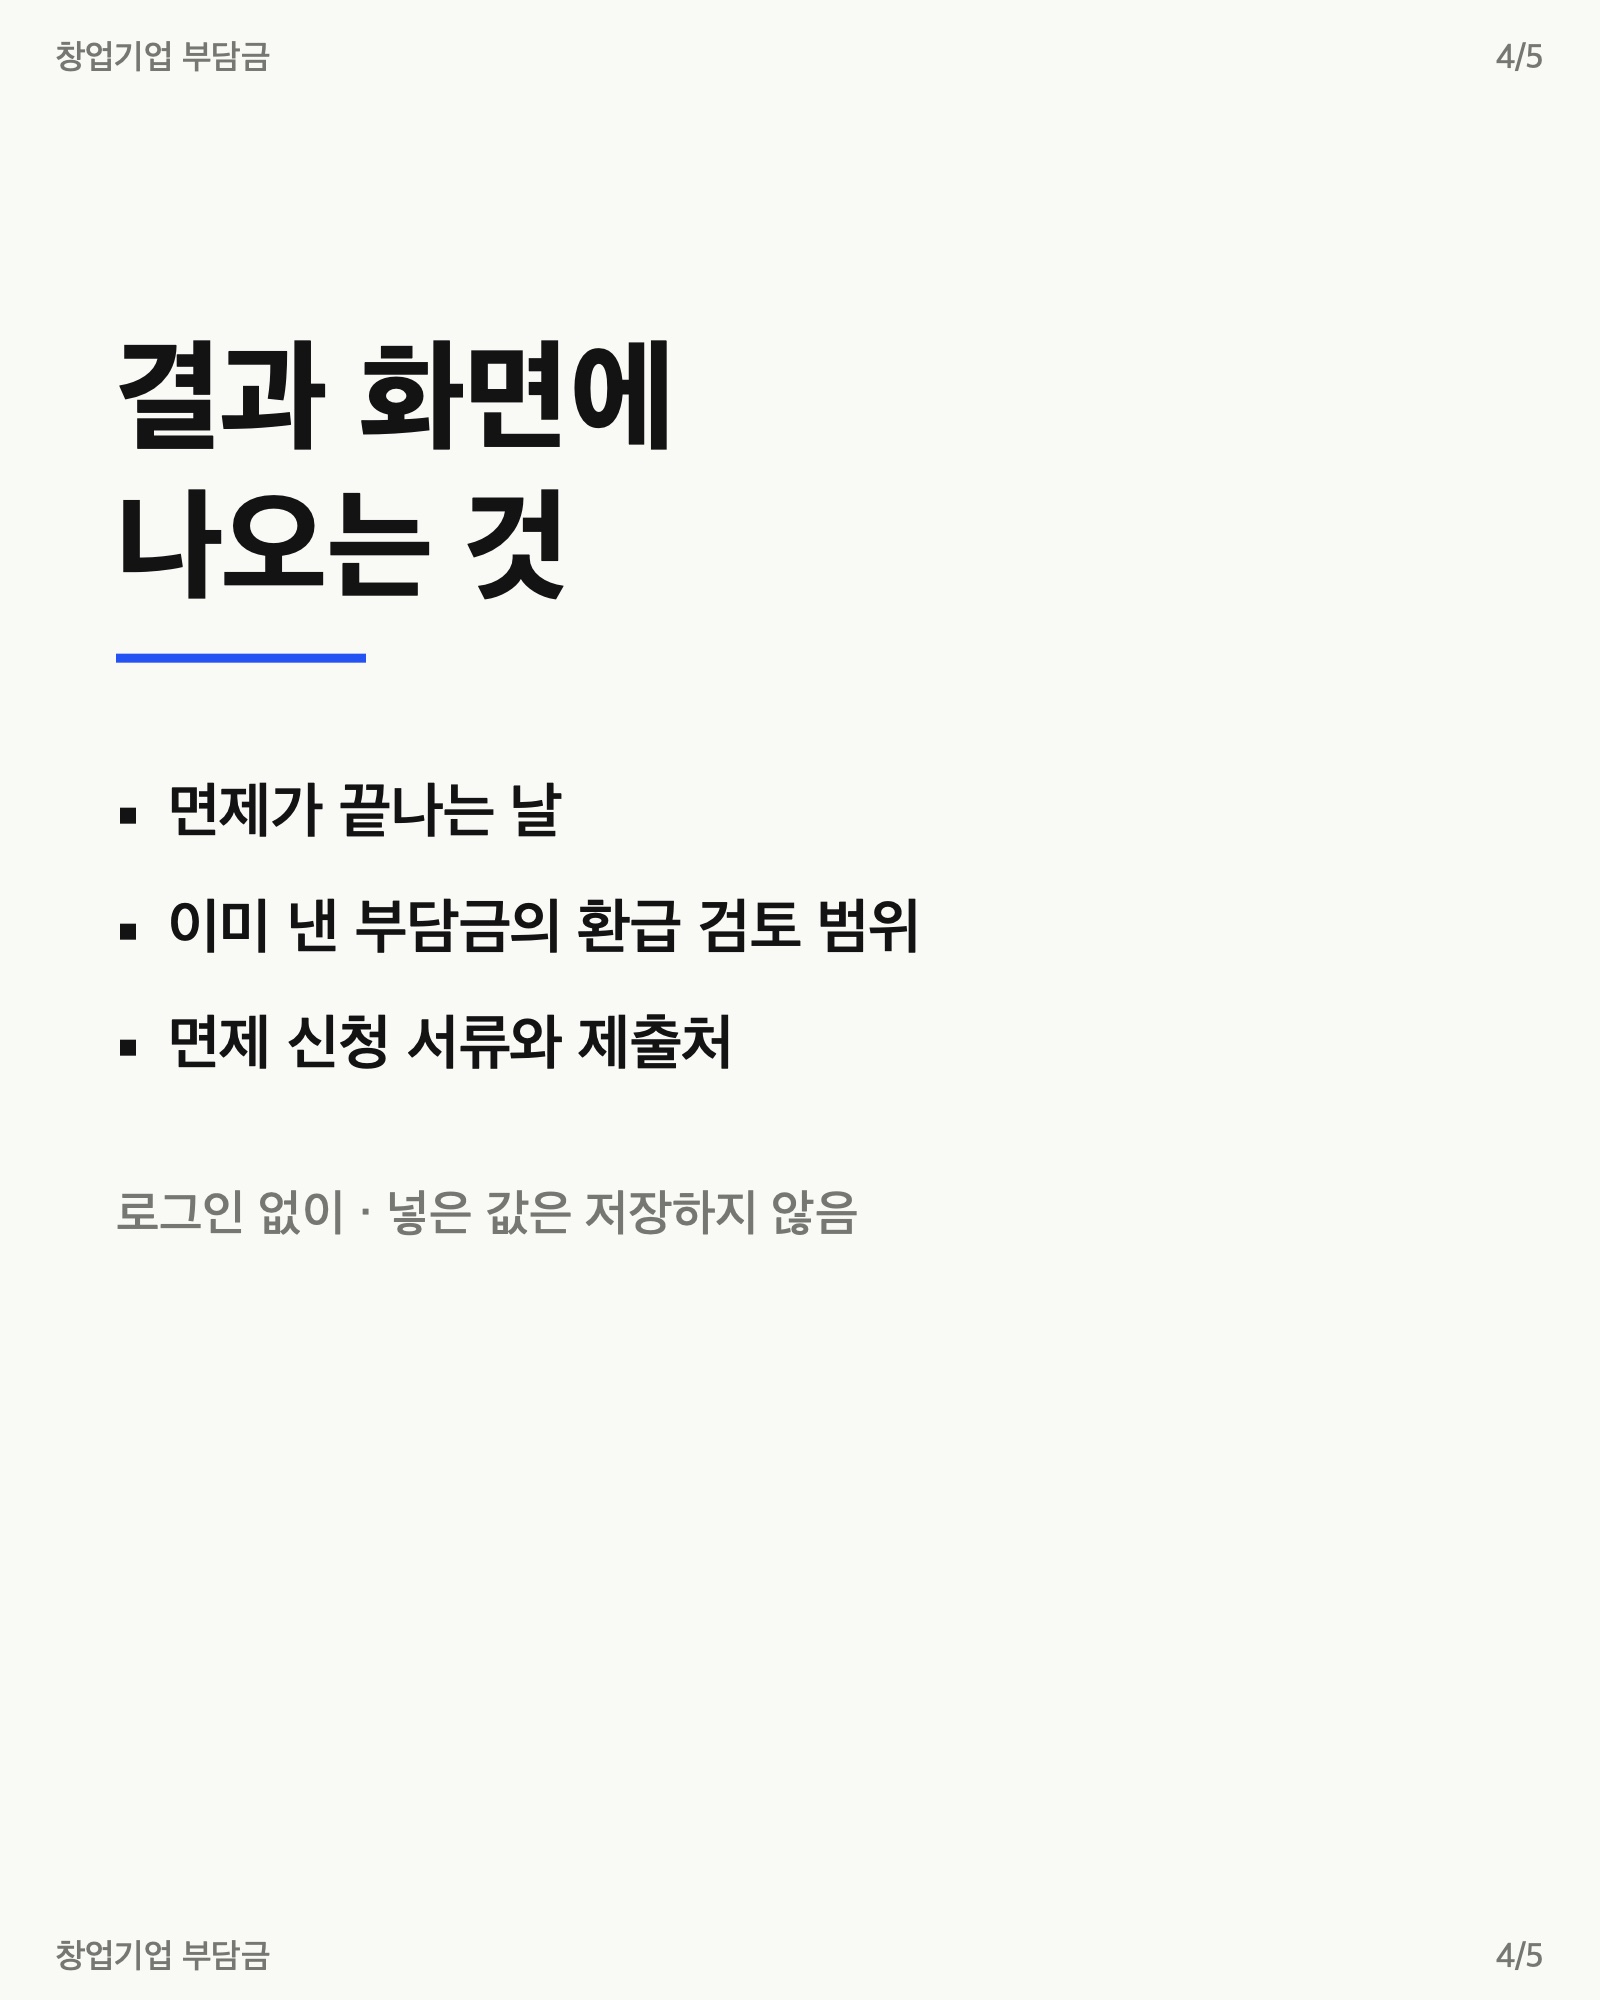 창업기업 부담금
4/5
결과 화면에
나오는 것
▪ 면제가 끝나는 날
▪ 이미 낸 부담금의 환급 검토 범위
▪ 면제 신청 서류와 제출처
로그인 없이 · 넣은 값은 저장하지 않음
창업기업 부담금
4/5